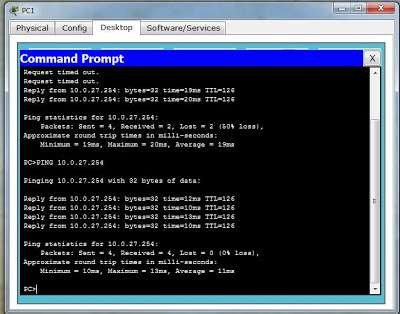 PC1
Physical Config Desktop Software/Services
Command Prompt X
Request timed out.
Request timed out.
Reply from 10.0.27.254: bytes=32 time=19ms TTL=126
Reply from 10.0.27.254: bytes=32 time=20ms TTL=126
Ping statistics for 10.0.27.254:
Packets: Sent = 4, Received = 2, Lost = 2 (50% loss),
Approximate round trip times in milli-seconds:
Minimum = 19ms, Maximum = 20ms, Average = 19ms
PC>PING 10.0.27.254
Pinging 10.0.27.254 with 32 bytes of data:
Reply from 10.0.27.254: bytes=32 time=12ms TTL=126
Reply from 10.0.27.254: bytes=32 time=10ms TTL=126
Reply from 10.0.27.254: bytes=32 time=13ms TTL=126
Reply from 10.0.27.254: bytes=32 time=10ms TTL=126
Ping statistics for 10.0.27.254:
Packets: Sent = 4, Received = 4, Lost = 0 (0% loss),
Approximate round trip times in milli-seconds:
Minimum = 10ms, Maximum = 13ms, Average = 11ms
PC>